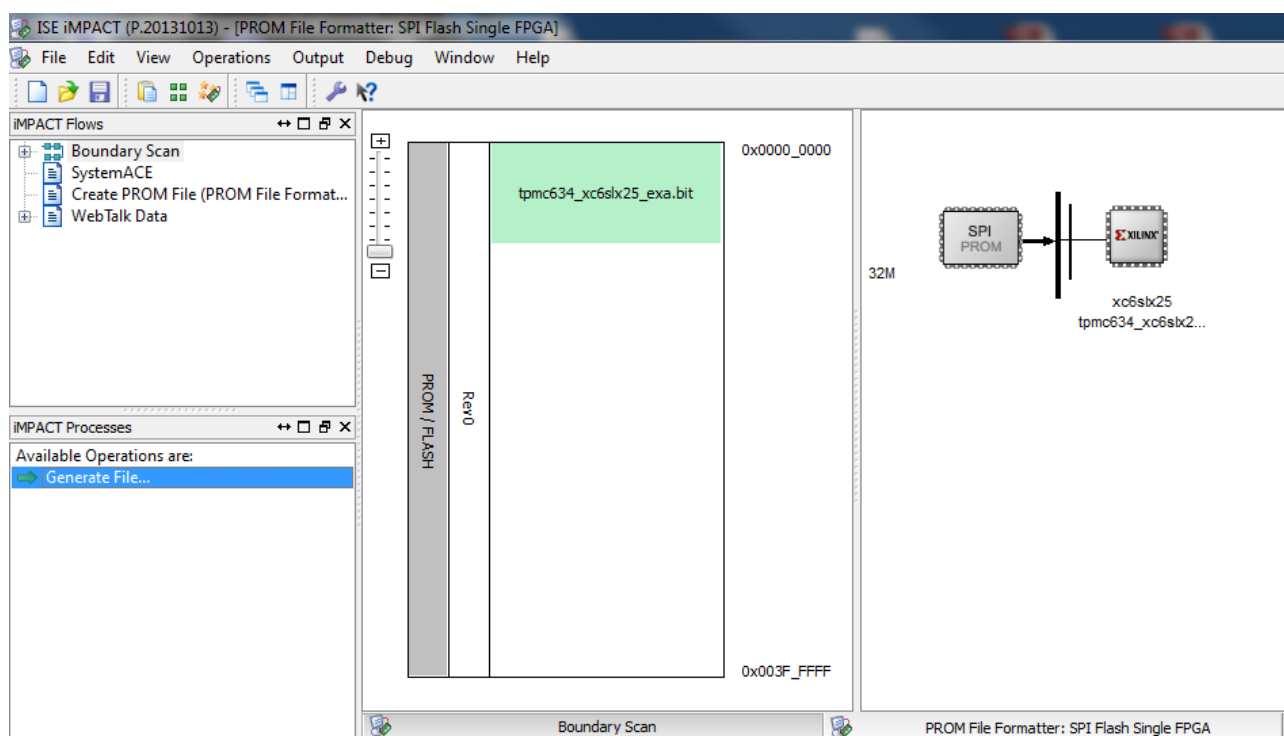 ISE iMPACT (P.20131013) - [PROM File Formatter: SPI Flash Single FPGA]
File Edit View Operations Output Debug Window Help
iMPACT Flows
Boundary Scan
SystemACE
Create PROM File (PROM File Format...
WebTalk Data
iMPACT Processes
Available Operations are:
Generate File...
PROM / FLASH
Rev0
tpmc634_xc6slx25_exa.bit
0x0000_0000
0x003F_FFFF
32M
SPI
PROM
XILINX
xc6slx25
tpmc634_xc6slx2...
Boundary Scan
PROM File Formatter: SPI Flash Single FPGA